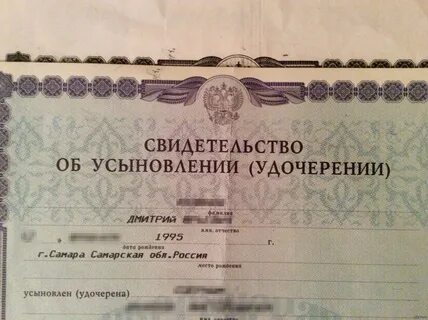 СВИДЕТЕЛЬСТВО
ОБ УСЫНОВЛЕНИИ (УДОЧЕРЕНИИ)
фамилия
ДМИТРИЙ
имя, отчество
1995 г.
дата рождения
г.Самара Самарская обл.Россия
место рождения
усыновлен (удочерена)